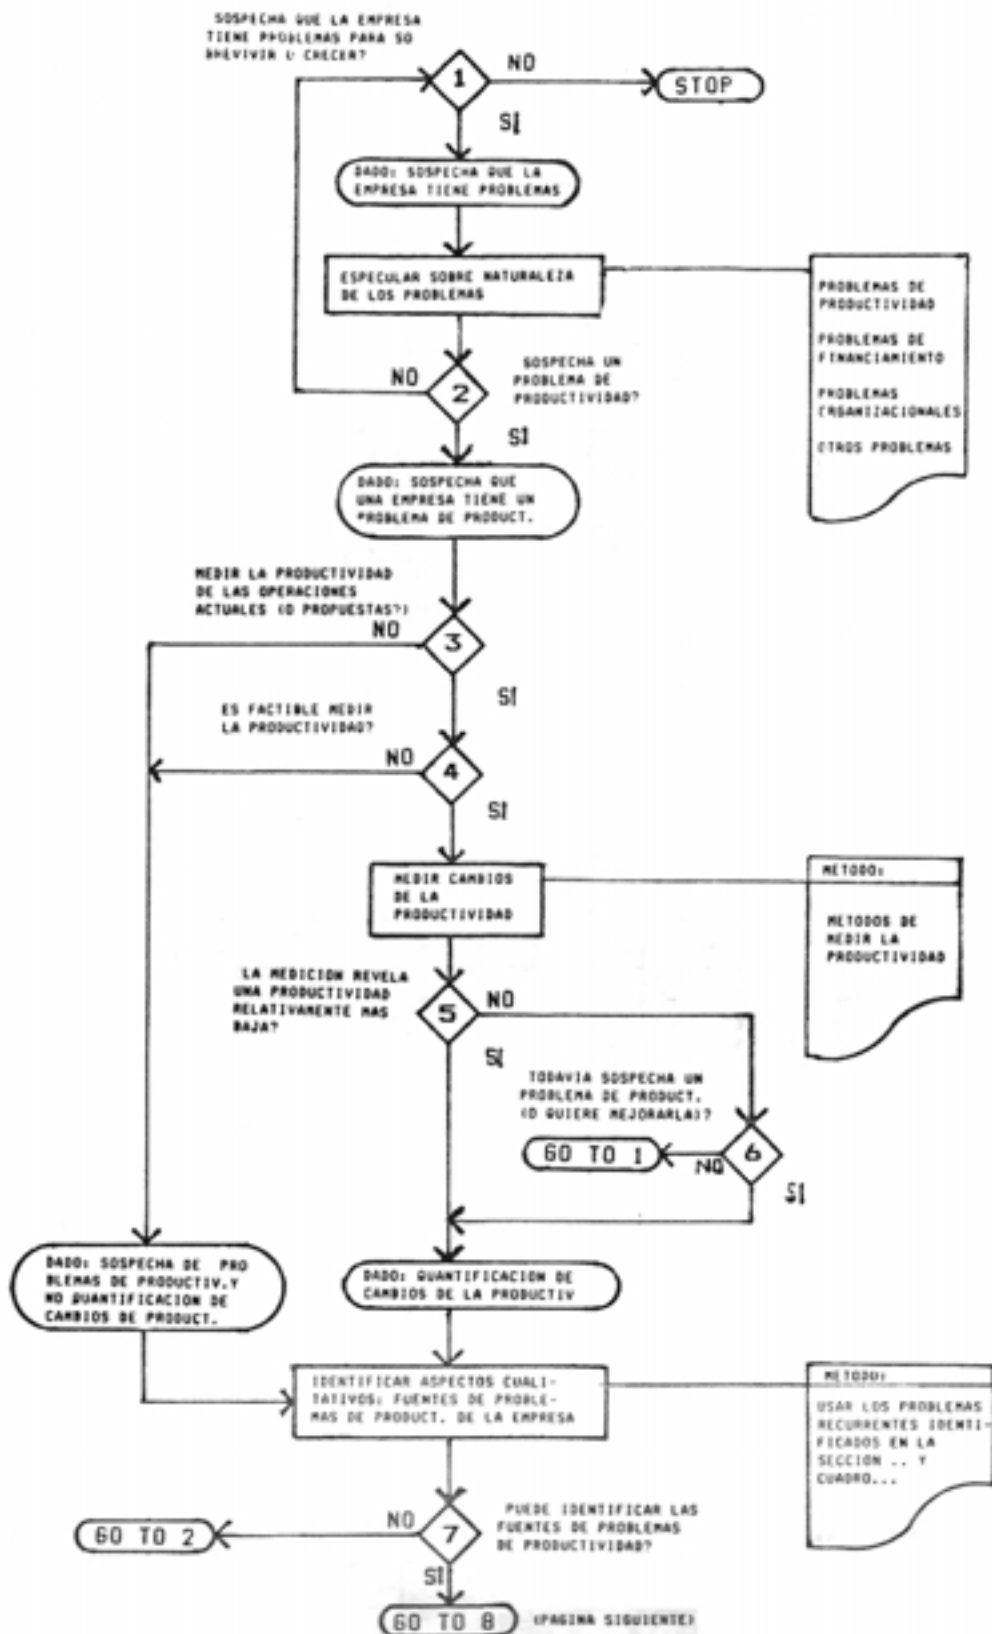 SOSPECHA QUE LA EMPRESA
TIENE PROBLEMAS PARA SO
BREVIVIR O CRECER?
1
NO
STOP
SÍ
DADO: SOSPECHA QUE LA
EMPRESA TIENE PROBLEMAS
ESPECULAR SOBRE NATURALEZA
DE LOS PROBLEMAS
PROBLEMAS DE
PRODUCTIVIDAD
PROBLEMAS DE
FINANCIAMIENTO
PROBLEMAS
ORGANIZACIONALES
OTROS PROBLEMAS
NO
2
SOSPECHA UN
PROBLEMA DE
PRODUCTIVIDAD?
SÍ
DADO: SOSPECHA QUE
UNA EMPRESA TIENE UN
PROBLEMA DE PRODUCT.
MEDIR LA PRODUCTIVIDAD
DE LAS OPERACIONES
ACTUALES (O PROPUESTAS?)
NO
3
SÍ
ES FACTIBLE MEDIR
LA PRODUCTIVIDAD?
NO
4
SÍ
MEDIR CAMBIOS
DE LA
PRODUCTIVIDAD
METODO:
METODOS DE
MEDIR LA
PRODUCTIVIDAD
LA MEDICION REVELA
UNA PRODUCTIVIDAD
RELATIVAMENTE MAS
BAJA?
5
NO
SÍ
TODAVIA SOSPECHA UN
PROBLEMA DE PRODUCT.
(O QUIERE MEJORARLA)?
GO TO 1
NO
6
SÍ
DADO: SOSPECHA DE PRO
BLEMAS DE PRODUCTIV.Y
NO QUANTIFICACION DE
CAMBIOS DE PRODUCT.
DADO: QUANTIFICACION DE
CAMBIOS DE LA PRODUCTIV
IDENTIFICAR ASPECTOS CUALI-
TATIVOS; FUENTES DE PROBLE-
MAS DE PRODUCT. DE LA EMPRESA
METODO:
USAR LOS PROBLEMAS
RECURRENTES IDENTI-
FICADOS EN LA
SECCION .. Y
CUADRO...
GO TO 2
NO
7
PUEDE IDENTIFICAR LAS
FUENTES DE PROBLEMAS
DE PRODUCTIVIDAD?
SÍ
GO TO 8
(PAGINA SIGUIENTE)